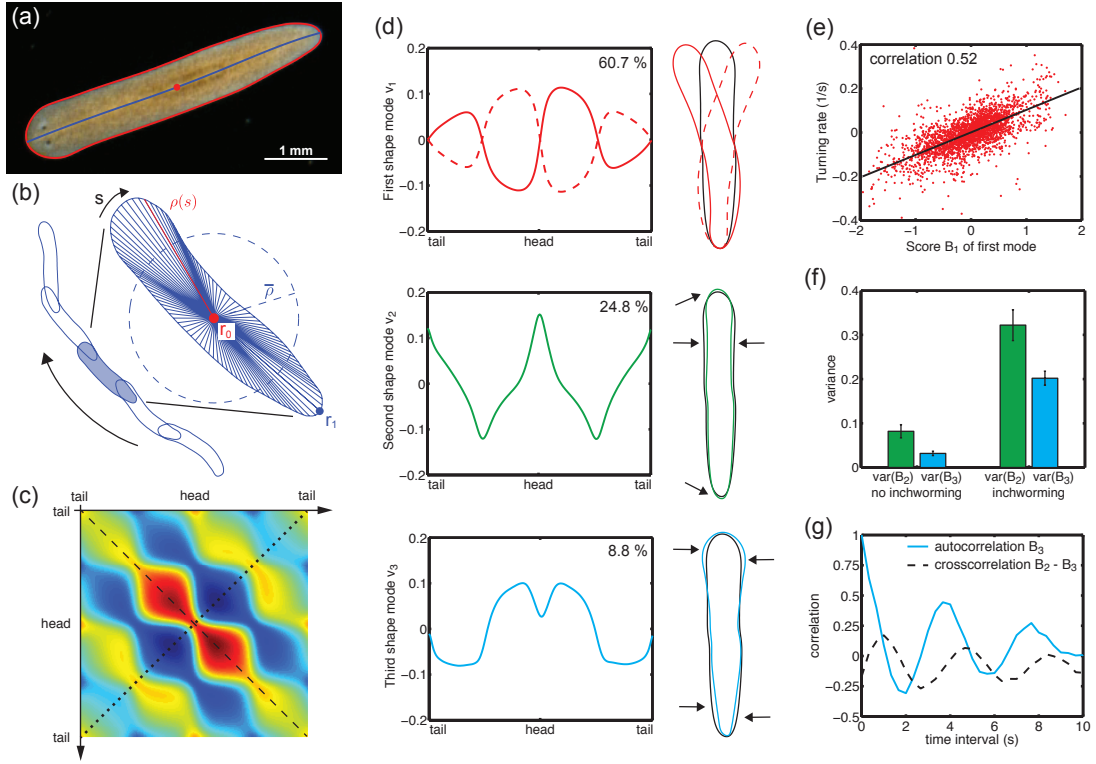 (a)
1 mm
(b)
s
ρ(s)
ρ̅
r₀
r₁
(c)
tail head tail
tail
head
tail
(d)
First shape mode v₁
0.2
0.1
0
−0.1
−0.2
60.7 %
tail head tail
Second shape mode v₂
0.2
0.1
0
−0.1
−0.2
24.8 %
tail head tail
Third shape mode v₃
0.2
0.1
0
−0.1
−0.2
8.8 %
tail head tail
(e)
Turning rate (1/s)
0.4
0.2
0
−0.2
−0.4
correlation 0.52
−2 −1 0 1 2
Score B₁ of first mode
(f)
variance
0.4
0.3
0.2
0.1
0
var(B₂) var(B₃) var(B₂) var(B₃)
no inchworming inchworming
(g)
correlation
1
0.75
0.5
0.25
0
−0.25
−0.5
autocorrelation B₃
crosscorrelation B₂ - B₃
0 2 4 6 8 10
time interval (s)